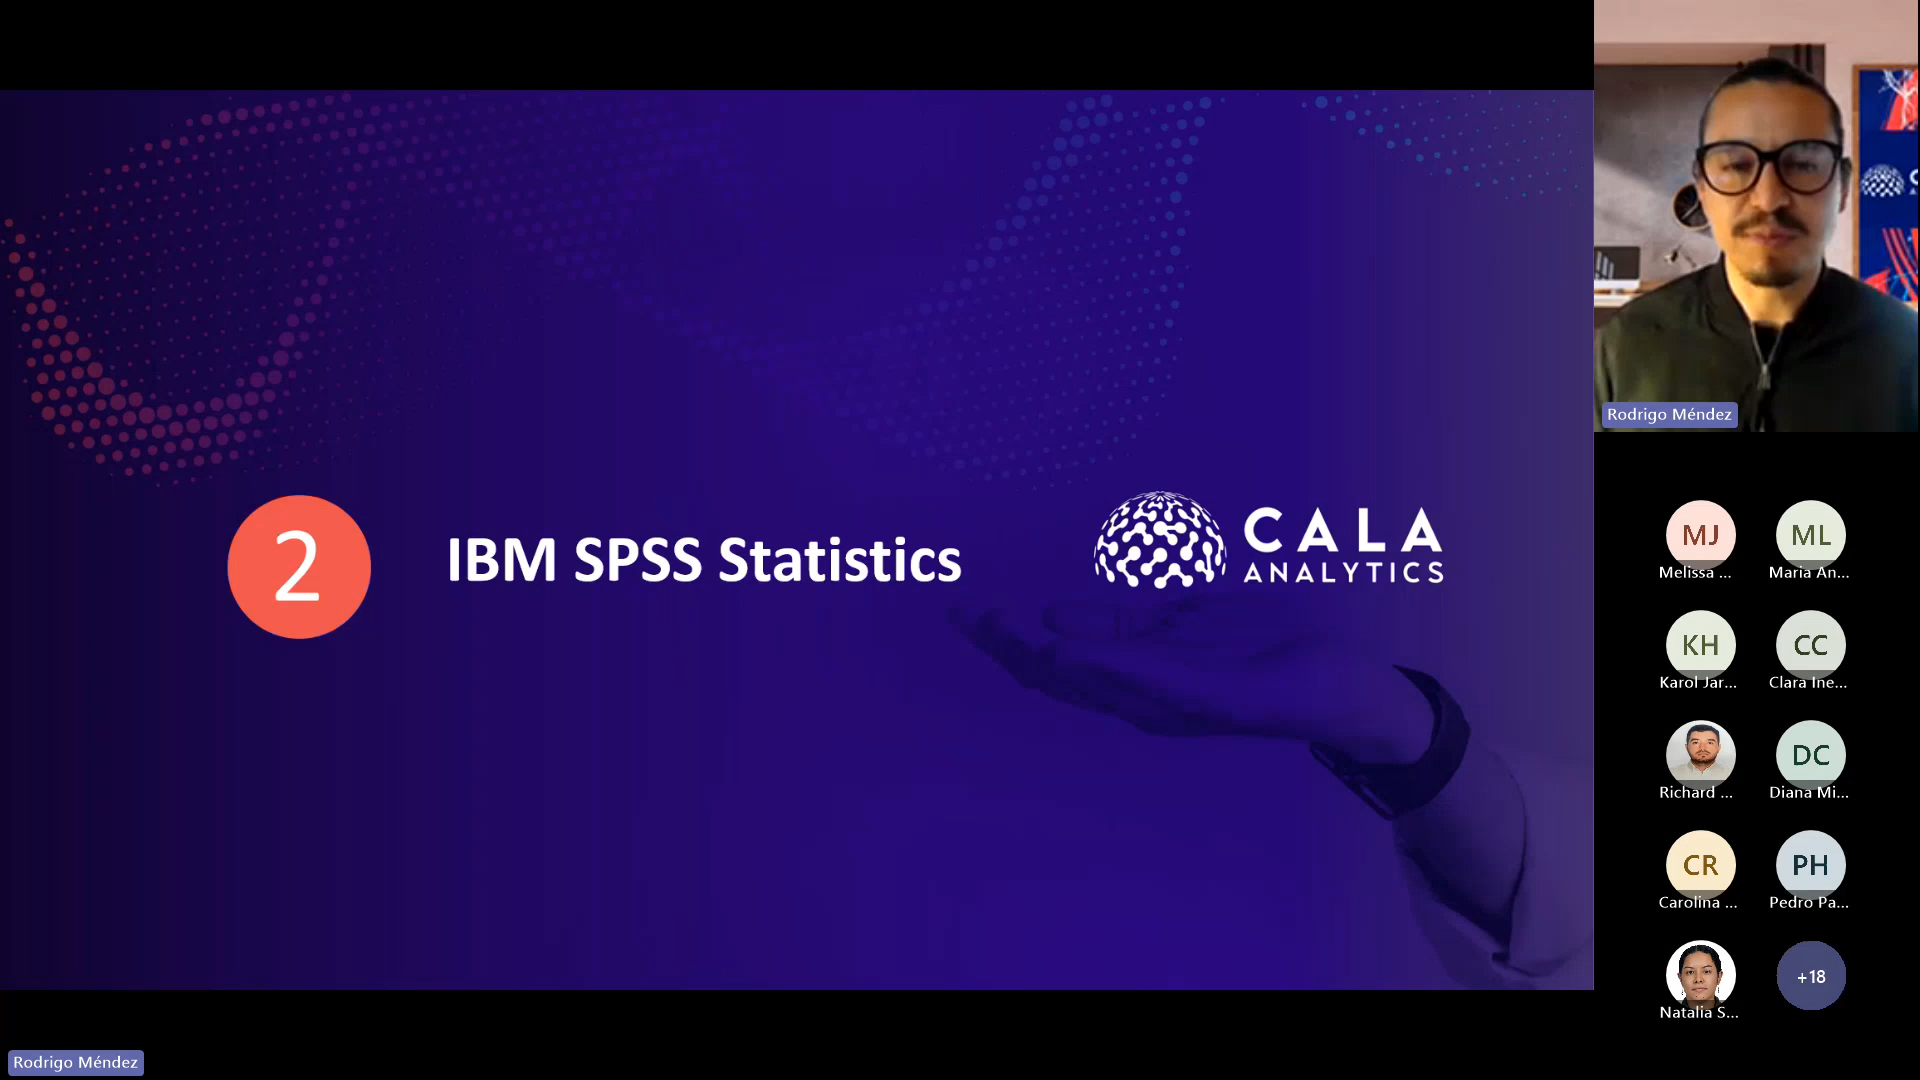 2
IBM SPSS Statistics
CALA
ANALYTICS
Rodrigo Méndez
MJ
Melissa ...
ML
Maria An...
KH
Karol Jar...
CC
Clara Ine...
Richard ...
DC
Diana Mi...
CR
Carolina ...
PH
Pedro Pa...
Natalia S...
+18
Rodrigo Méndez